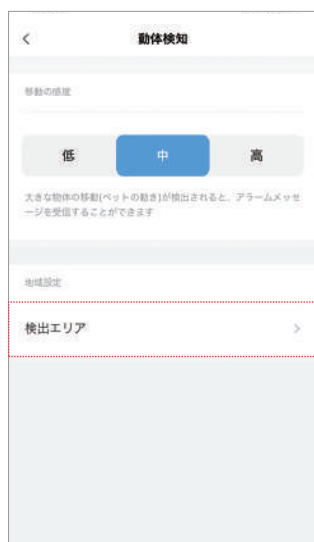 動体検知
移動の感度
低
中
高
大きな物体の移動(ペットの動き)が検出されると、アラームメッセ
ージを受信することができます
地域設定
検出エリア